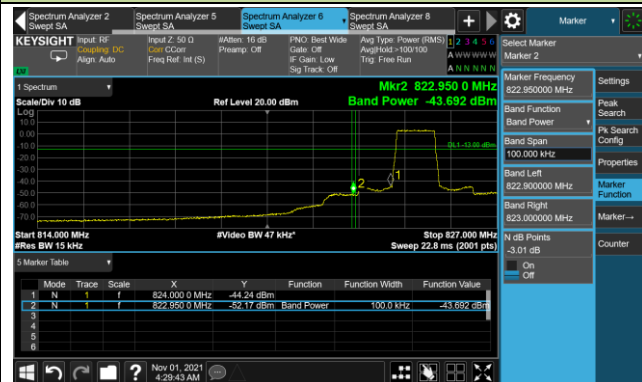 Spectrum Analyzer 2
Swept SA
Spectrum Analyzer 5
Swept SA
Spectrum Analyzer 6
Swept SA
Spectrum Analyzer 8
Swept SA
Marker
KEYSIGHT
Input: RF
Coupling: DC
Align: Auto
Input Z: 50 Ω
Corr CCorr
Freq Ref: Int (S)
#Atten: 16 dB
Preamp: Off
PNO: Best Wide
Gate: Off
IF Gain: Low
Sig Track: Off
Avg Type: Power (RMS)
Avg|Hold:>100/100
Trig: Free Run
1 2 3 4 5 6
A W W W W W
A N N N N N
Select Marker
Marker 2
Marker Frequency
822.950000 MHz
Band Function
Band Power
Band Span
100.000 kHz
Band Left
822.900000 MHz
Band Right
823.000000 MHz
N dB Points
-3.01 dB
On
Off
Settings
Peak
Search
Pk Search
Config
Properties
Marker
Function
Marker→
Counter
1 Spectrum
Mkr2 822.950 0 MHz
Scale/Div 10 dB
Ref Level 20.00 dBm
Band Power -43.692 dBm
Log
10.0
0.00
-10.0
-20.0
-30.0
-40.0
-50.0
-60.0
-70.0
DL1 -13.00 dBm
2
1
Start 814.000 MHz
#Video BW 47 kHz*
Stop 827.000 MHz
#Res BW 15 kHz
Sweep 22.8 ms (2001 pts)
5 Marker Table
Mode Trace Scale X Y Function Function Width Function Value
1 N 1 f 824.000 0 MHz -44.24 dBm
2 N 1 f 822.950 0 MHz -52.17 dBm Band Power 100.0 kHz -43.692 dBm
3
4
5
6
?
Nov 01, 2021
4:29:43 AM